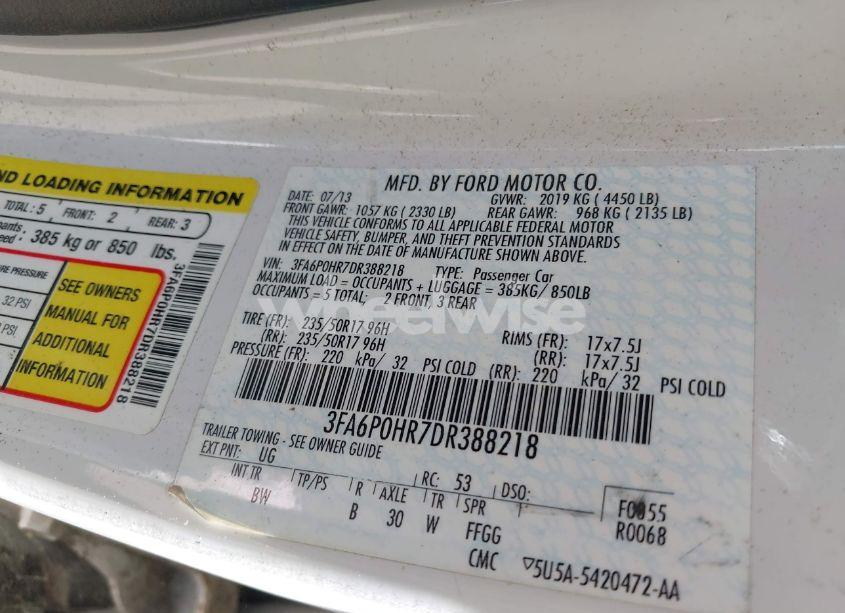 ND LOADING INFORMATION
TOTAL: 5 FRONT: 2 REAR: 3
385 kg or 850 lbs.
PRESSURE
32 PSI
PSI
SEE OWNERS
MANUAL FOR
ADDITIONAL
INFORMATION
3FA6P0HR7DR388218
MFD. BY FORD MOTOR CO.
DATE: 07/13 GVWR: 2019 KG ( 4450 LB)
FRONT GAWR: 1057 KG ( 2330 LB) REAR GAWR: 968 KG ( 2135 LB)
THIS VEHICLE CONFORMS TO ALL APPLICABLE FEDERAL MOTOR
VEHICLE SAFETY, BUMPER, AND THEFT PREVENTION STANDARDS
IN EFFECT ON THE DATE OF MANUFACTURE SHOWN ABOVE.
VIN: 3FA6P0HR7DR388218 TYPE: Passenger Car
MAXIMUM LOAD = OCCUPANTS + LUGGAGE = 385KG/ 850LB
OCCUPANTS = 5 TOTAL: 2 FRONT, 3 REAR
wheelwise
TIRE (FR): 235/50R17 96H RIMS (FR): 17x7.5J
(RR): 235/50R17 96H (RR): 17x7.5J
PRESSURE (FR): 220 kPa/ 32 PSI COLD (RR): 220 kPa/ 32 PSI COLD
3FA6P0HR7DR388218
TRAILER TOWING - SEE OWNER GUIDE
EXT PNT: UG RC: 53 DSO: F0055
INT TR TP/PS R AXLE TR SPR R0068
BW B 30 W FFGG
CMC ▽5U5A-5420472-AA